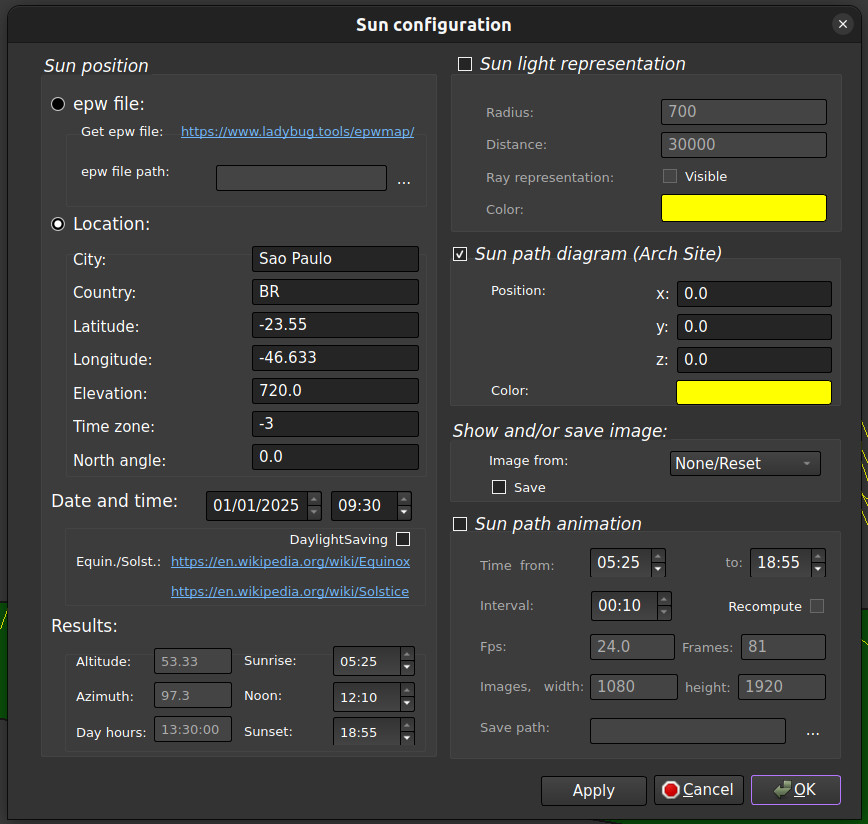 Sun configuration
Sun position
epw file:
Get epw file: https://www.ladybug.tools/epwmap/
epw file path: ...
Location:
City: Sao Paulo
Country: BR
Latitude: -23.55
Longitude: -46.633
Elevation: 720.0
Time zone: -3
North angle: 0.0
Date and time: 01/01/2025 09:30
DaylightSaving
Equin./Solst.: https://en.wikipedia.org/wiki/Equinox
https://en.wikipedia.org/wiki/Solstice
Results:
Altitude: 53.33 Sunrise: 05:25
Azimuth: 97.3 Noon: 12:10
Day hours: 13:30:00 Sunset: 18:55
Sun light representation
Radius: 700
Distance: 30000
Ray representation: Visible
Color:
Sun path diagram (Arch Site)
Position: x: 0.0
y: 0.0
z: 0.0
Color:
Show and/or save image:
Image from: None/Reset
Save
Sun path animation
Time from: 05:25 to: 18:55
Interval: 00:10 Recompute
Fps: 24.0 Frames: 81
Images, width: 1080 height: 1920
Save path: ...
Apply Cancel OK